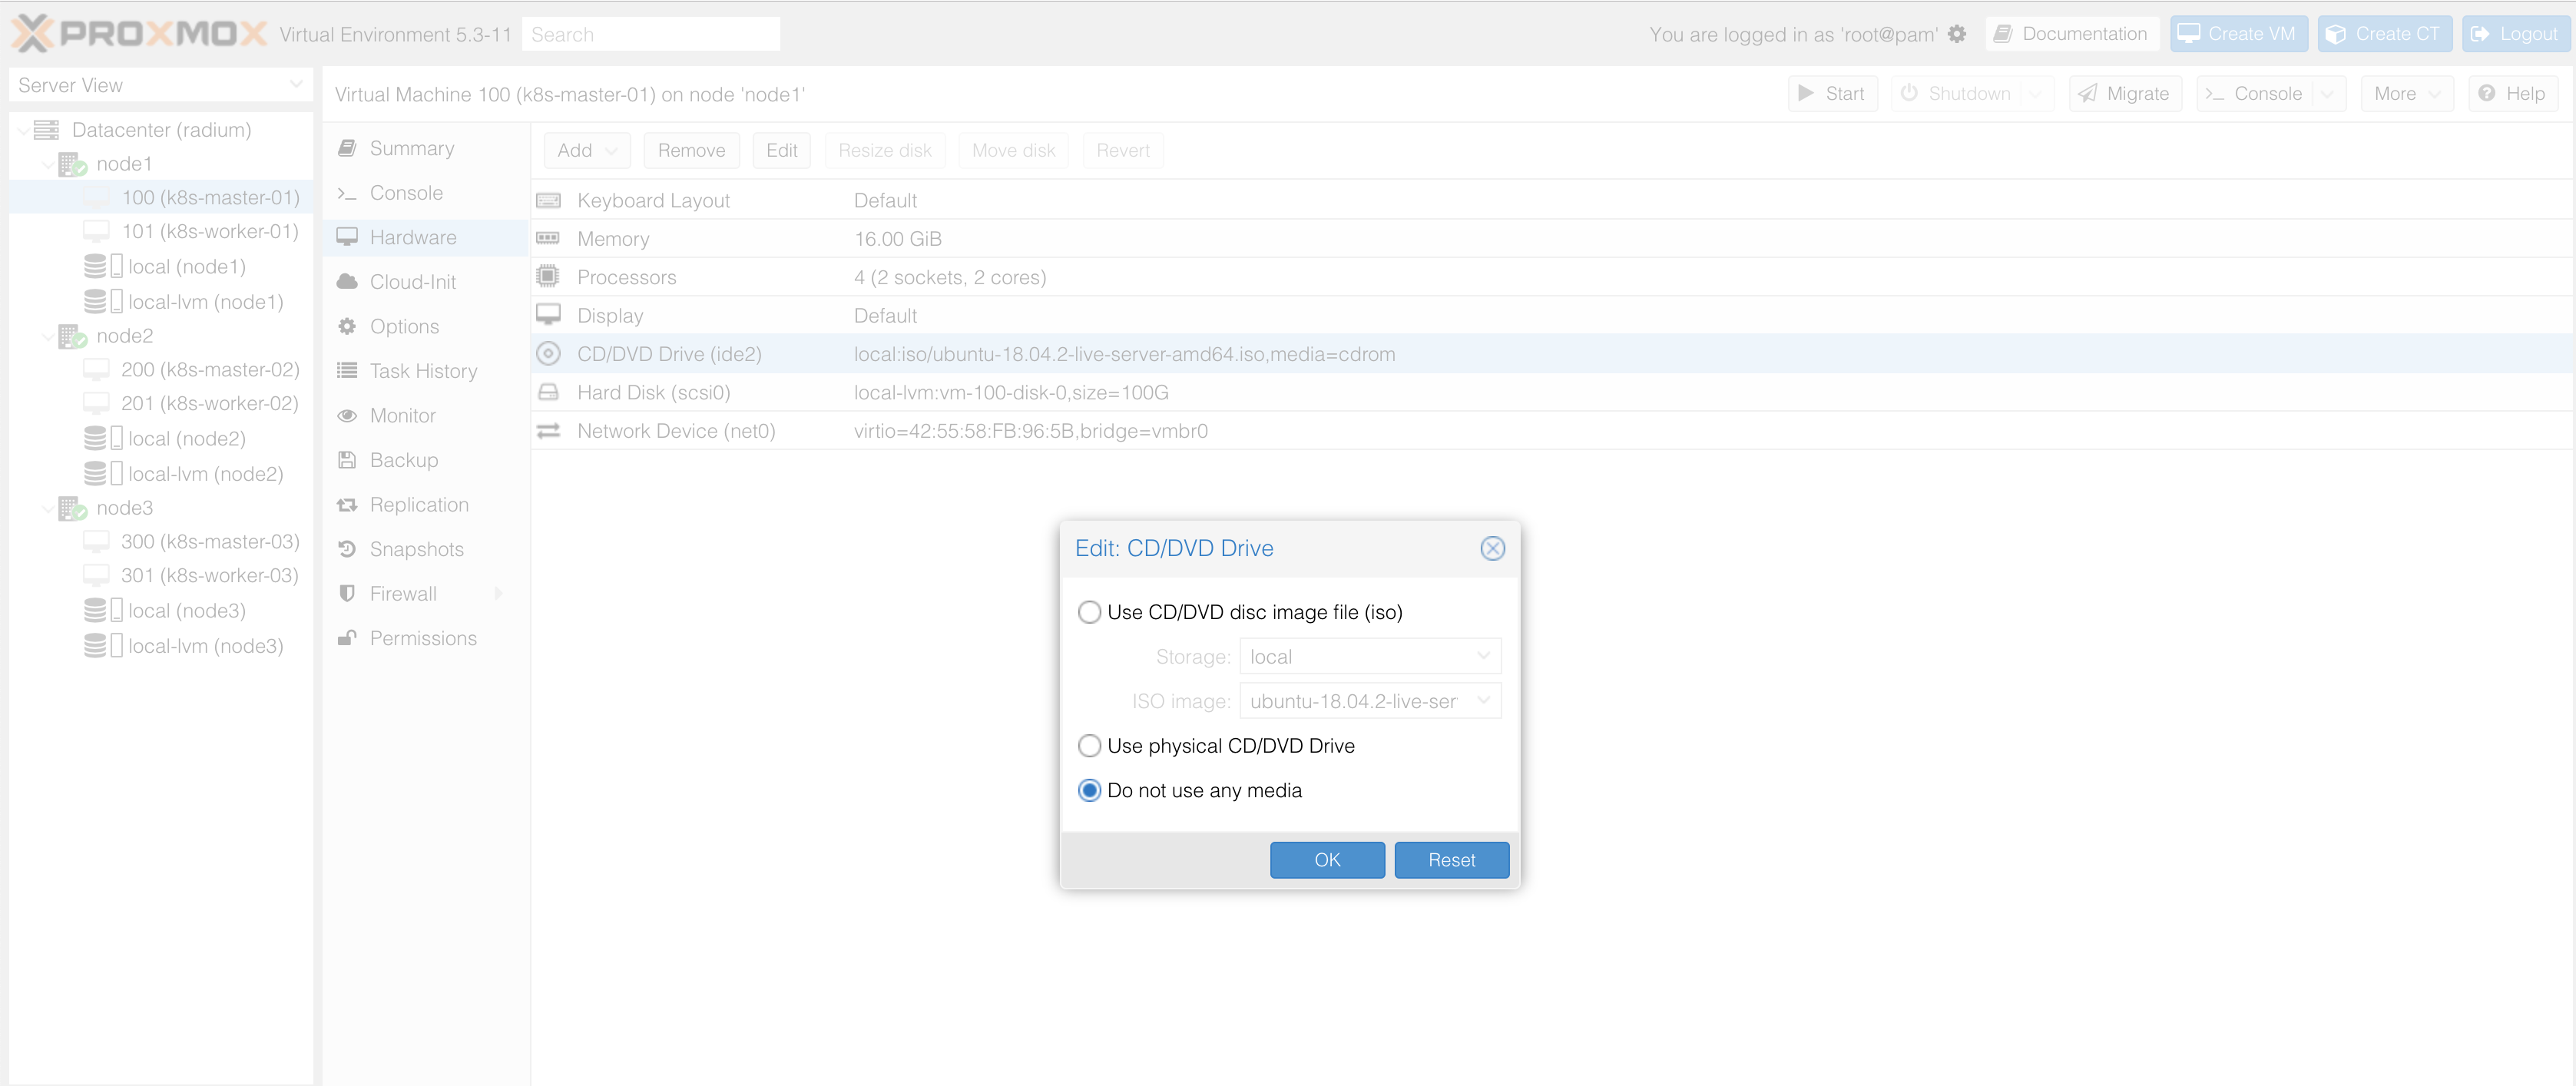 PROXMOX Virtual Environment 5.3-11 Search You are logged in as 'root@pam' Documentation Create VM Create CT Logout
Server View
Datacenter (radium)
node1
100 (k8s-master-01)
101 (k8s-worker-01)
local (node1)
local-lvm (node1)
node2
200 (k8s-master-02)
201 (k8s-worker-02)
local (node2)
local-lvm (node2)
node3
300 (k8s-master-03)
301 (k8s-worker-03)
local (node3)
local-lvm (node3)
Virtual Machine 100 (k8s-master-01) on node 'node1' Start Shutdown Migrate Console More Help
Summary
Console
Hardware
Cloud-Init
Options
Task History
Monitor
Backup
Replication
Snapshots
Firewall
Permissions
Add Remove Edit Resize disk Move disk Revert
Keyboard Layout Default
Memory 16.00 GiB
Processors 4 (2 sockets, 2 cores)
Display Default
CD/DVD Drive (ide2) local:iso/ubuntu-18.04.2-live-server-amd64.iso,media=cdrom
Hard Disk (scsi0) local-lvm:vm-100-disk-0,size=100G
Network Device (net0) virtio=42:55:58:FB:96:5B,bridge=vmbr0
Edit: CD/DVD Drive
Use CD/DVD disc image file (iso)
Storage: local
ISO image: ubuntu-18.04.2-live-ser
Use physical CD/DVD Drive
Do not use any media
OK Reset